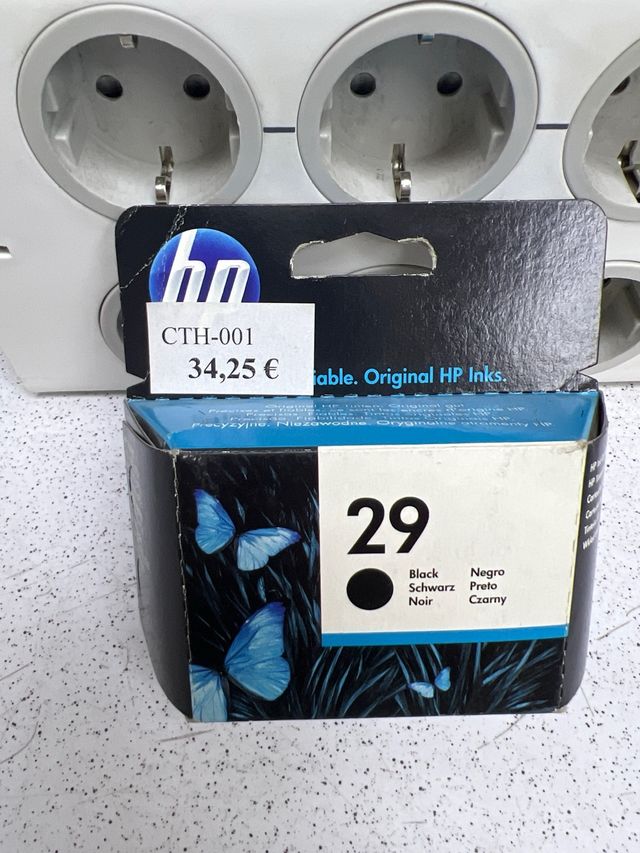 hp
CTH-001
34,25 €
iable. Original HP Inks.
Precyzyjne. Niezawodne. Oryginalne atramenty HP
29
Black Negro
Schwarz Preto
Noir Czarny